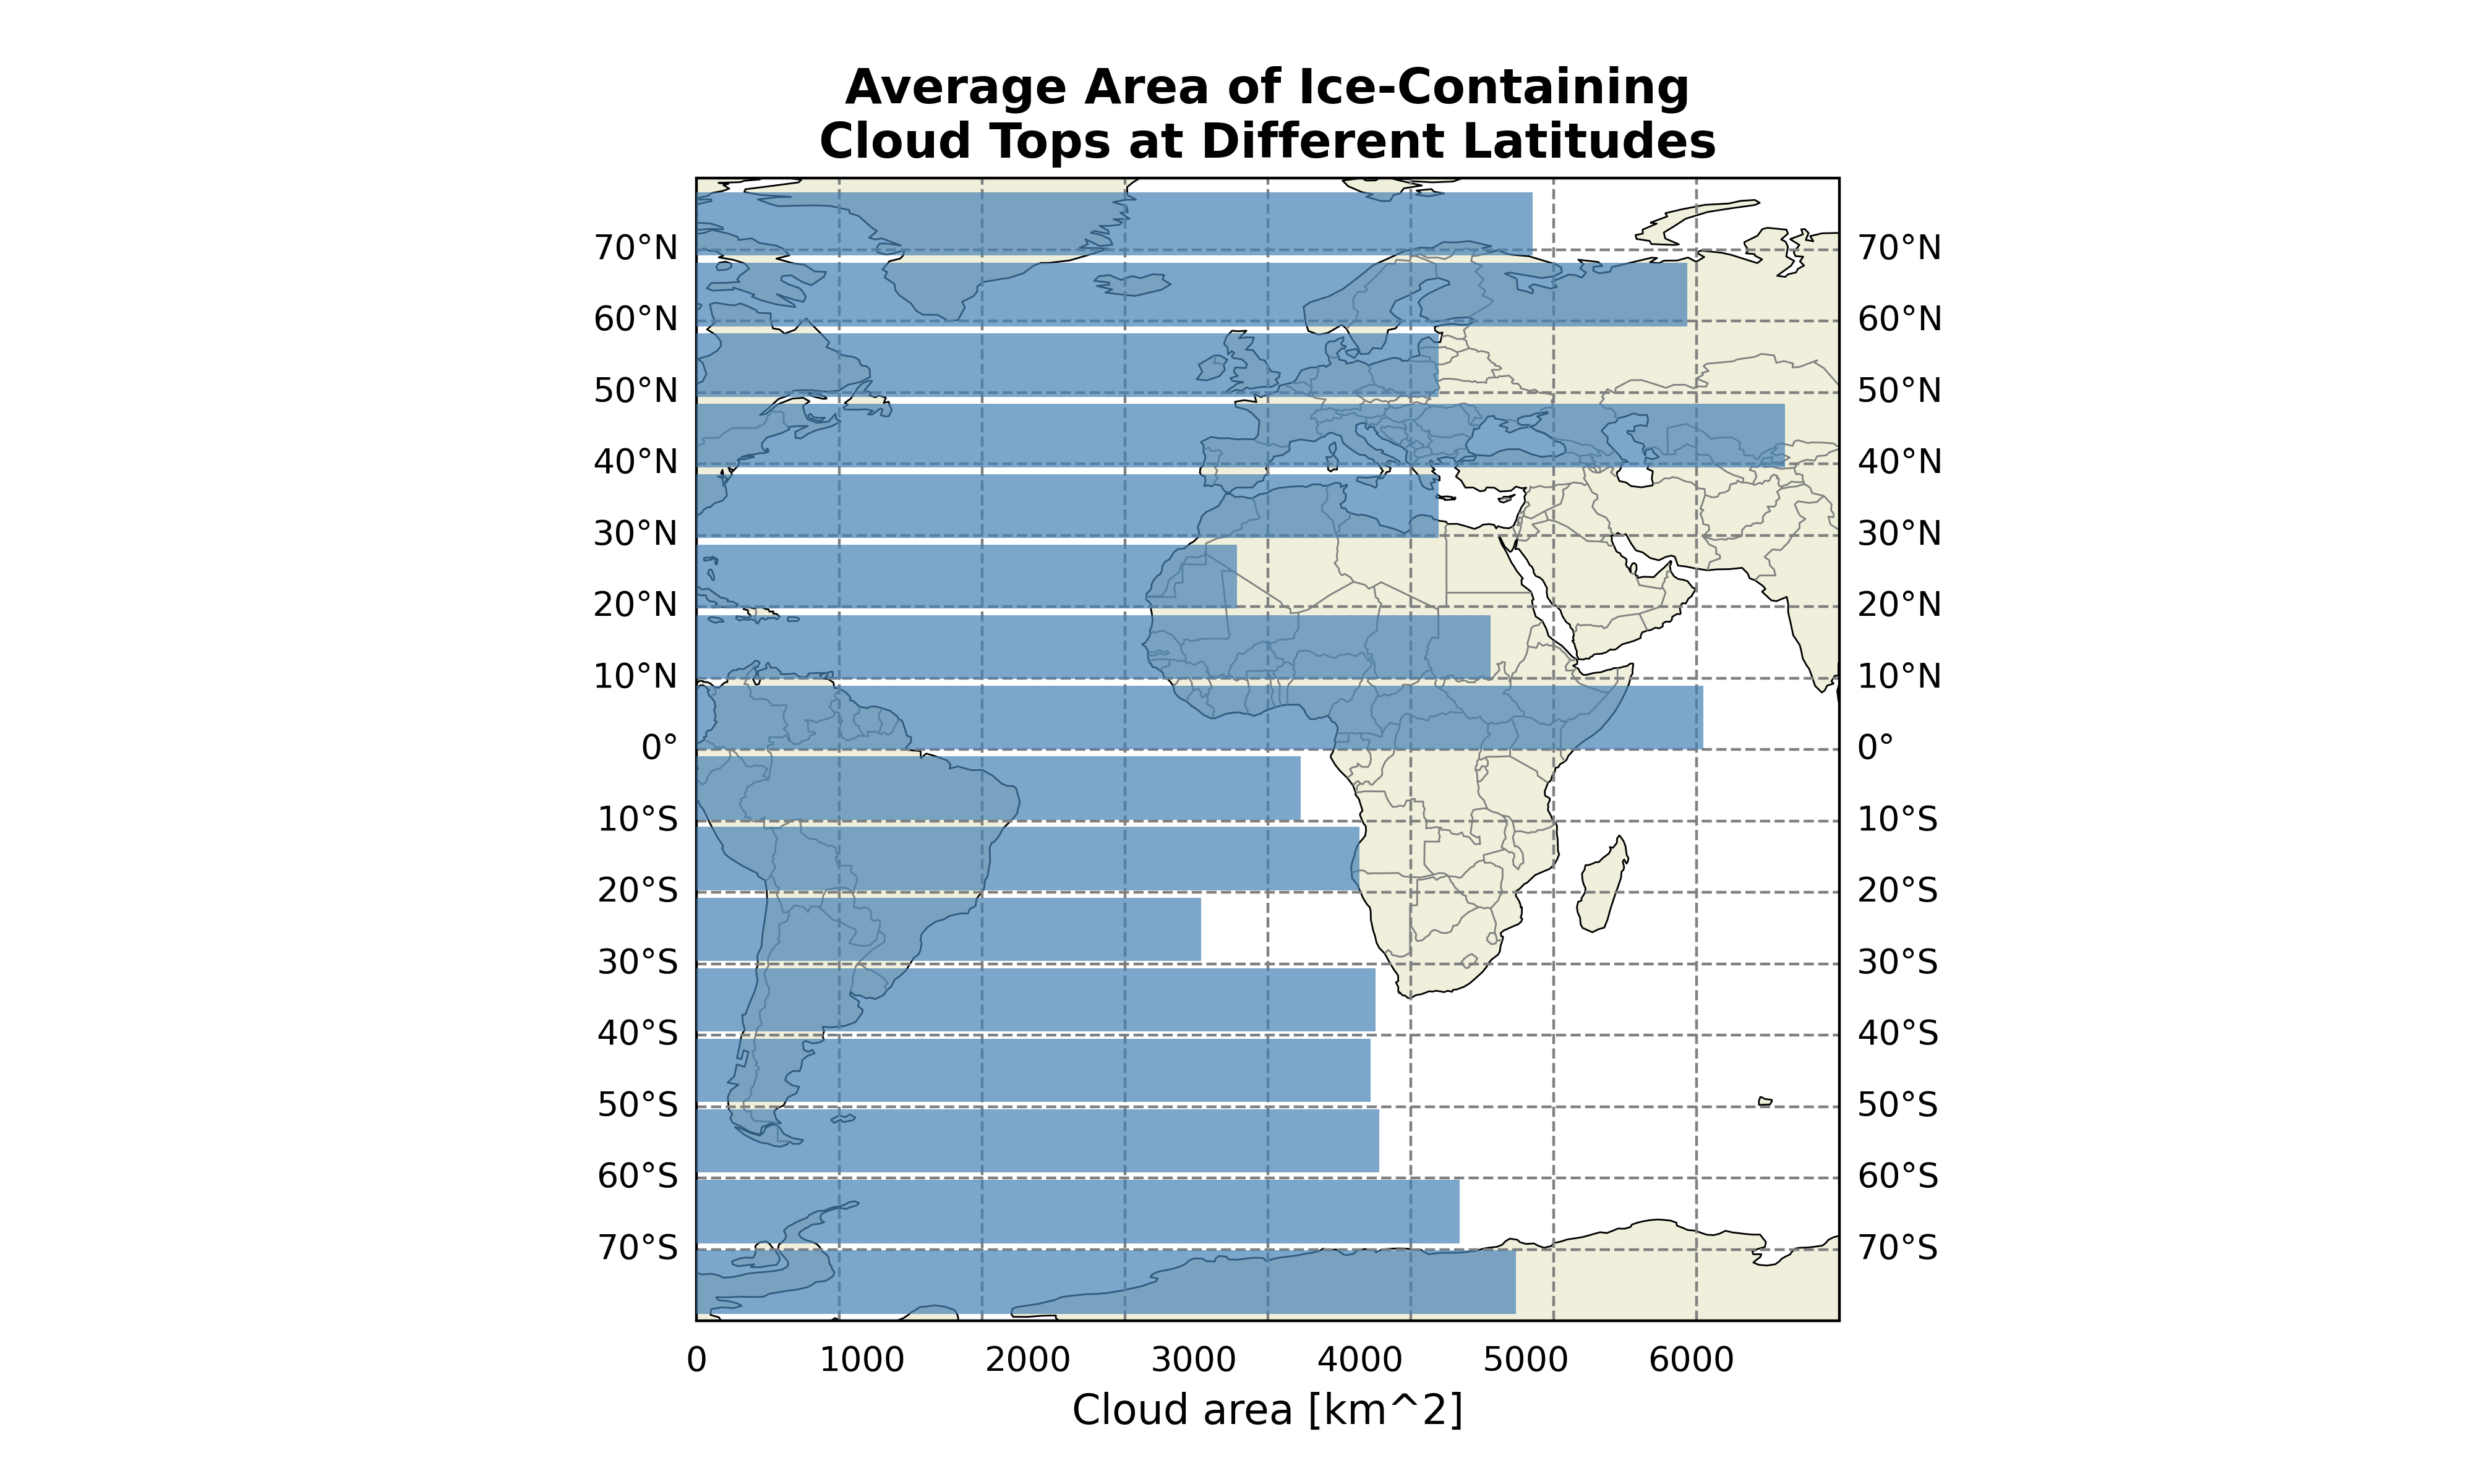 Average Area of Ice-Containing
Cloud Tops at Different Latitudes
70°N 70°N
60°N 60°N
50°N 50°N
40°N 40°N
30°N 30°N
20°N 20°N
10°N 10°N
0° 0°
10°S 10°S
20°S 20°S
30°S 30°S
40°S 40°S
50°S 50°S
60°S 60°S
70°S 70°S
0 1000 2000 3000 4000 5000 6000
Cloud area [km^2]